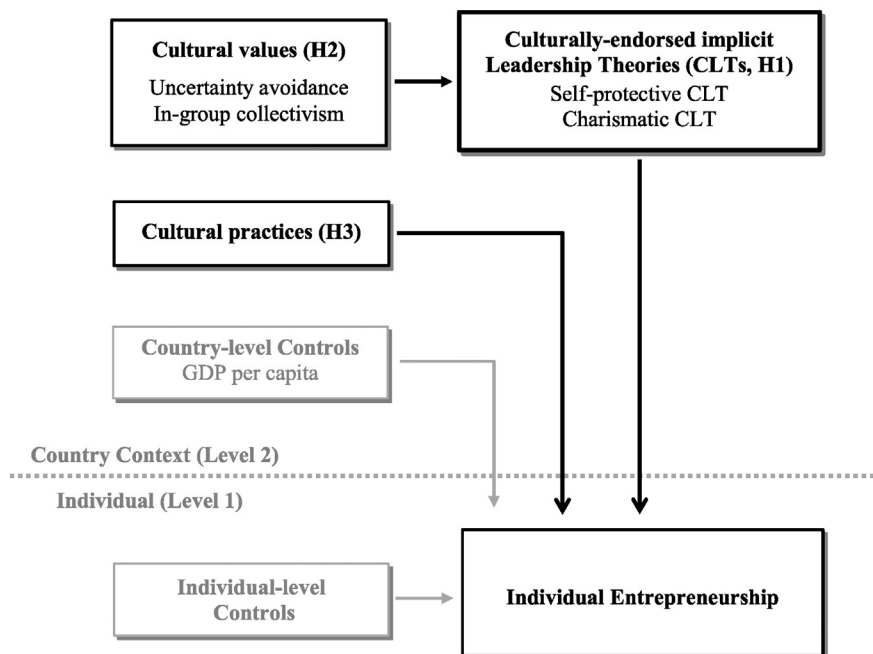 Cultural values (H2)
Uncertainty avoidance
In-group collectivism
Culturally-endorsed implicit
Leadership Theories (CLTs, H1)
Self-protective CLT
Charismatic CLT
Cultural practices (H3)
Country-level Controls
GDP per capita
Country Context (Level 2)
Individual (Level 1)
Individual-level
Controls
Individual Entrepreneurship